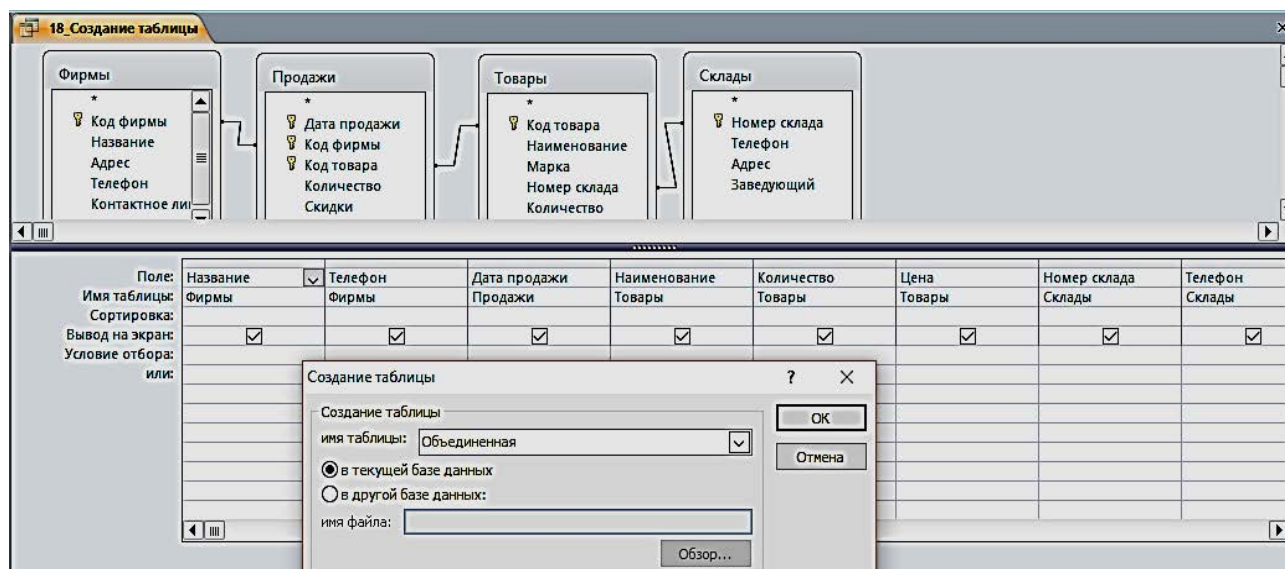 18_Создание таблицы
Фирмы
*
Код фирмы
Название
Адрес
Телефон
Контактное ли
Продажи
*
Дата продажи
Код фирмы
Код товара
Количество
Скидки
Товары
*
Код товара
Наименование
Марка
Номер склада
Количество
Склады
*
Номер склада
Телефон
Адрес
Заведующий
Поле: Название Телефон Дата продажи Наименование Количество Цена Номер склада Телефон
Имя таблицы: Фирмы Фирмы Продажи Товары Товары Товары Склады Склады
Сортировка:
Вывод на экран:
Условие отбора:
или:
Создание таблицы ?
Создание таблицы
имя таблицы: Объединенная
в текущей базе данных
в другой базе данных:
имя файла:
Обзор...
OK
Отмена